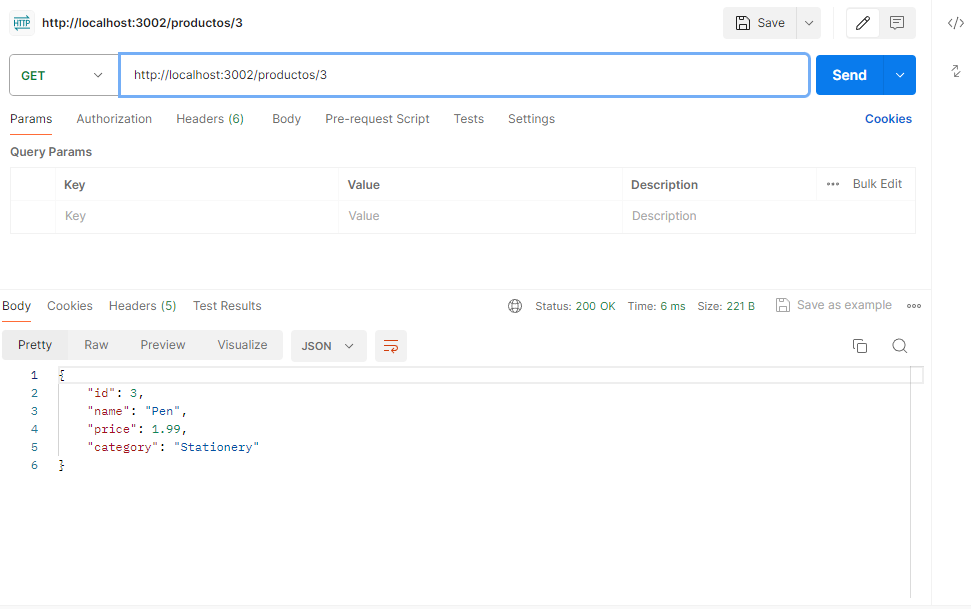 HTTP http://localhost:3002/productos/3 Save </>
GET http://localhost:3002/productos/3 Send
Params Authorization Headers (6) Body Pre-request Script Tests Settings Cookies
Query Params
Key Value Description ••• Bulk Edit
Key Value Description
Body Cookies Headers (5) Test Results Status: 200 OK Time: 6 ms Size: 221 B Save as example
Pretty Raw Preview Visualize JSON
1 {
2 "id": 3,
3 "name": "Pen",
4 "price": 1.99,
5 "category": "Stationery"
6 }